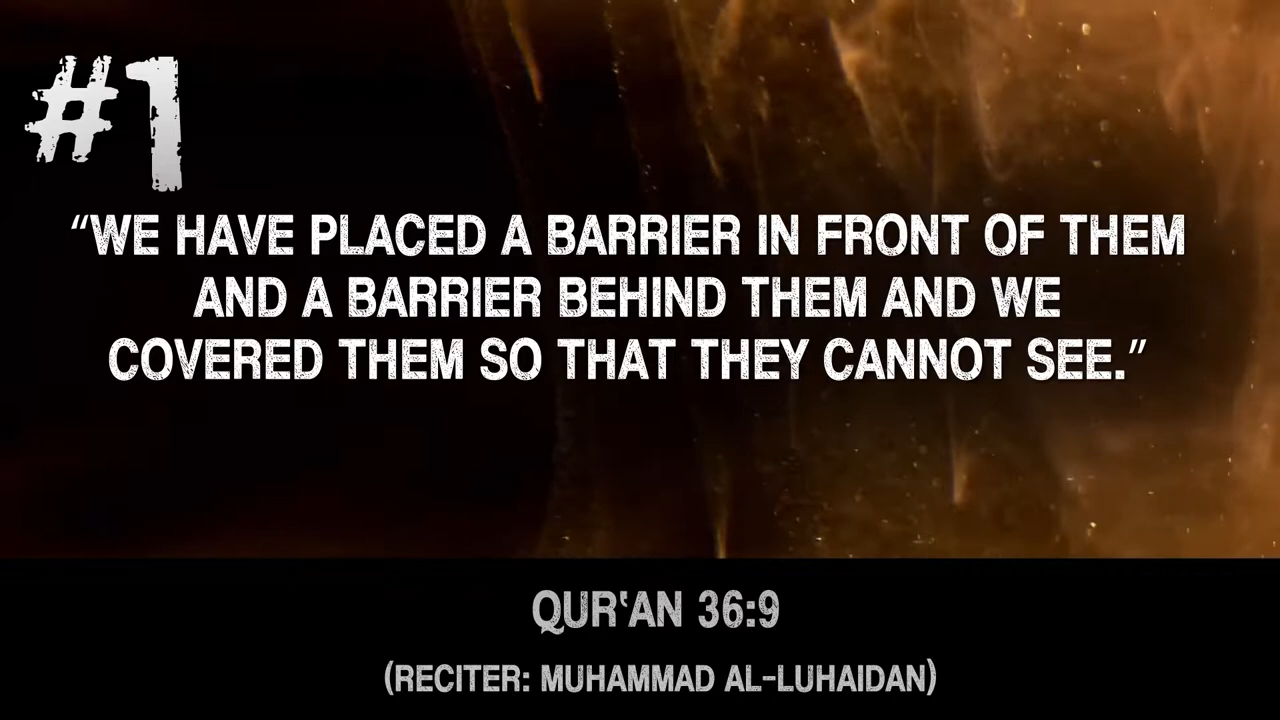 #1
“WE HAVE PLACED A BARRIER IN FRONT OF THEM
AND A BARRIER BEHIND THEM AND WE
COVERED THEM SO THAT THEY CANNOT SEE.”
QUR‘AN 36:9
(RECITER: MUHAMMAD AL-LUHAIDAN)